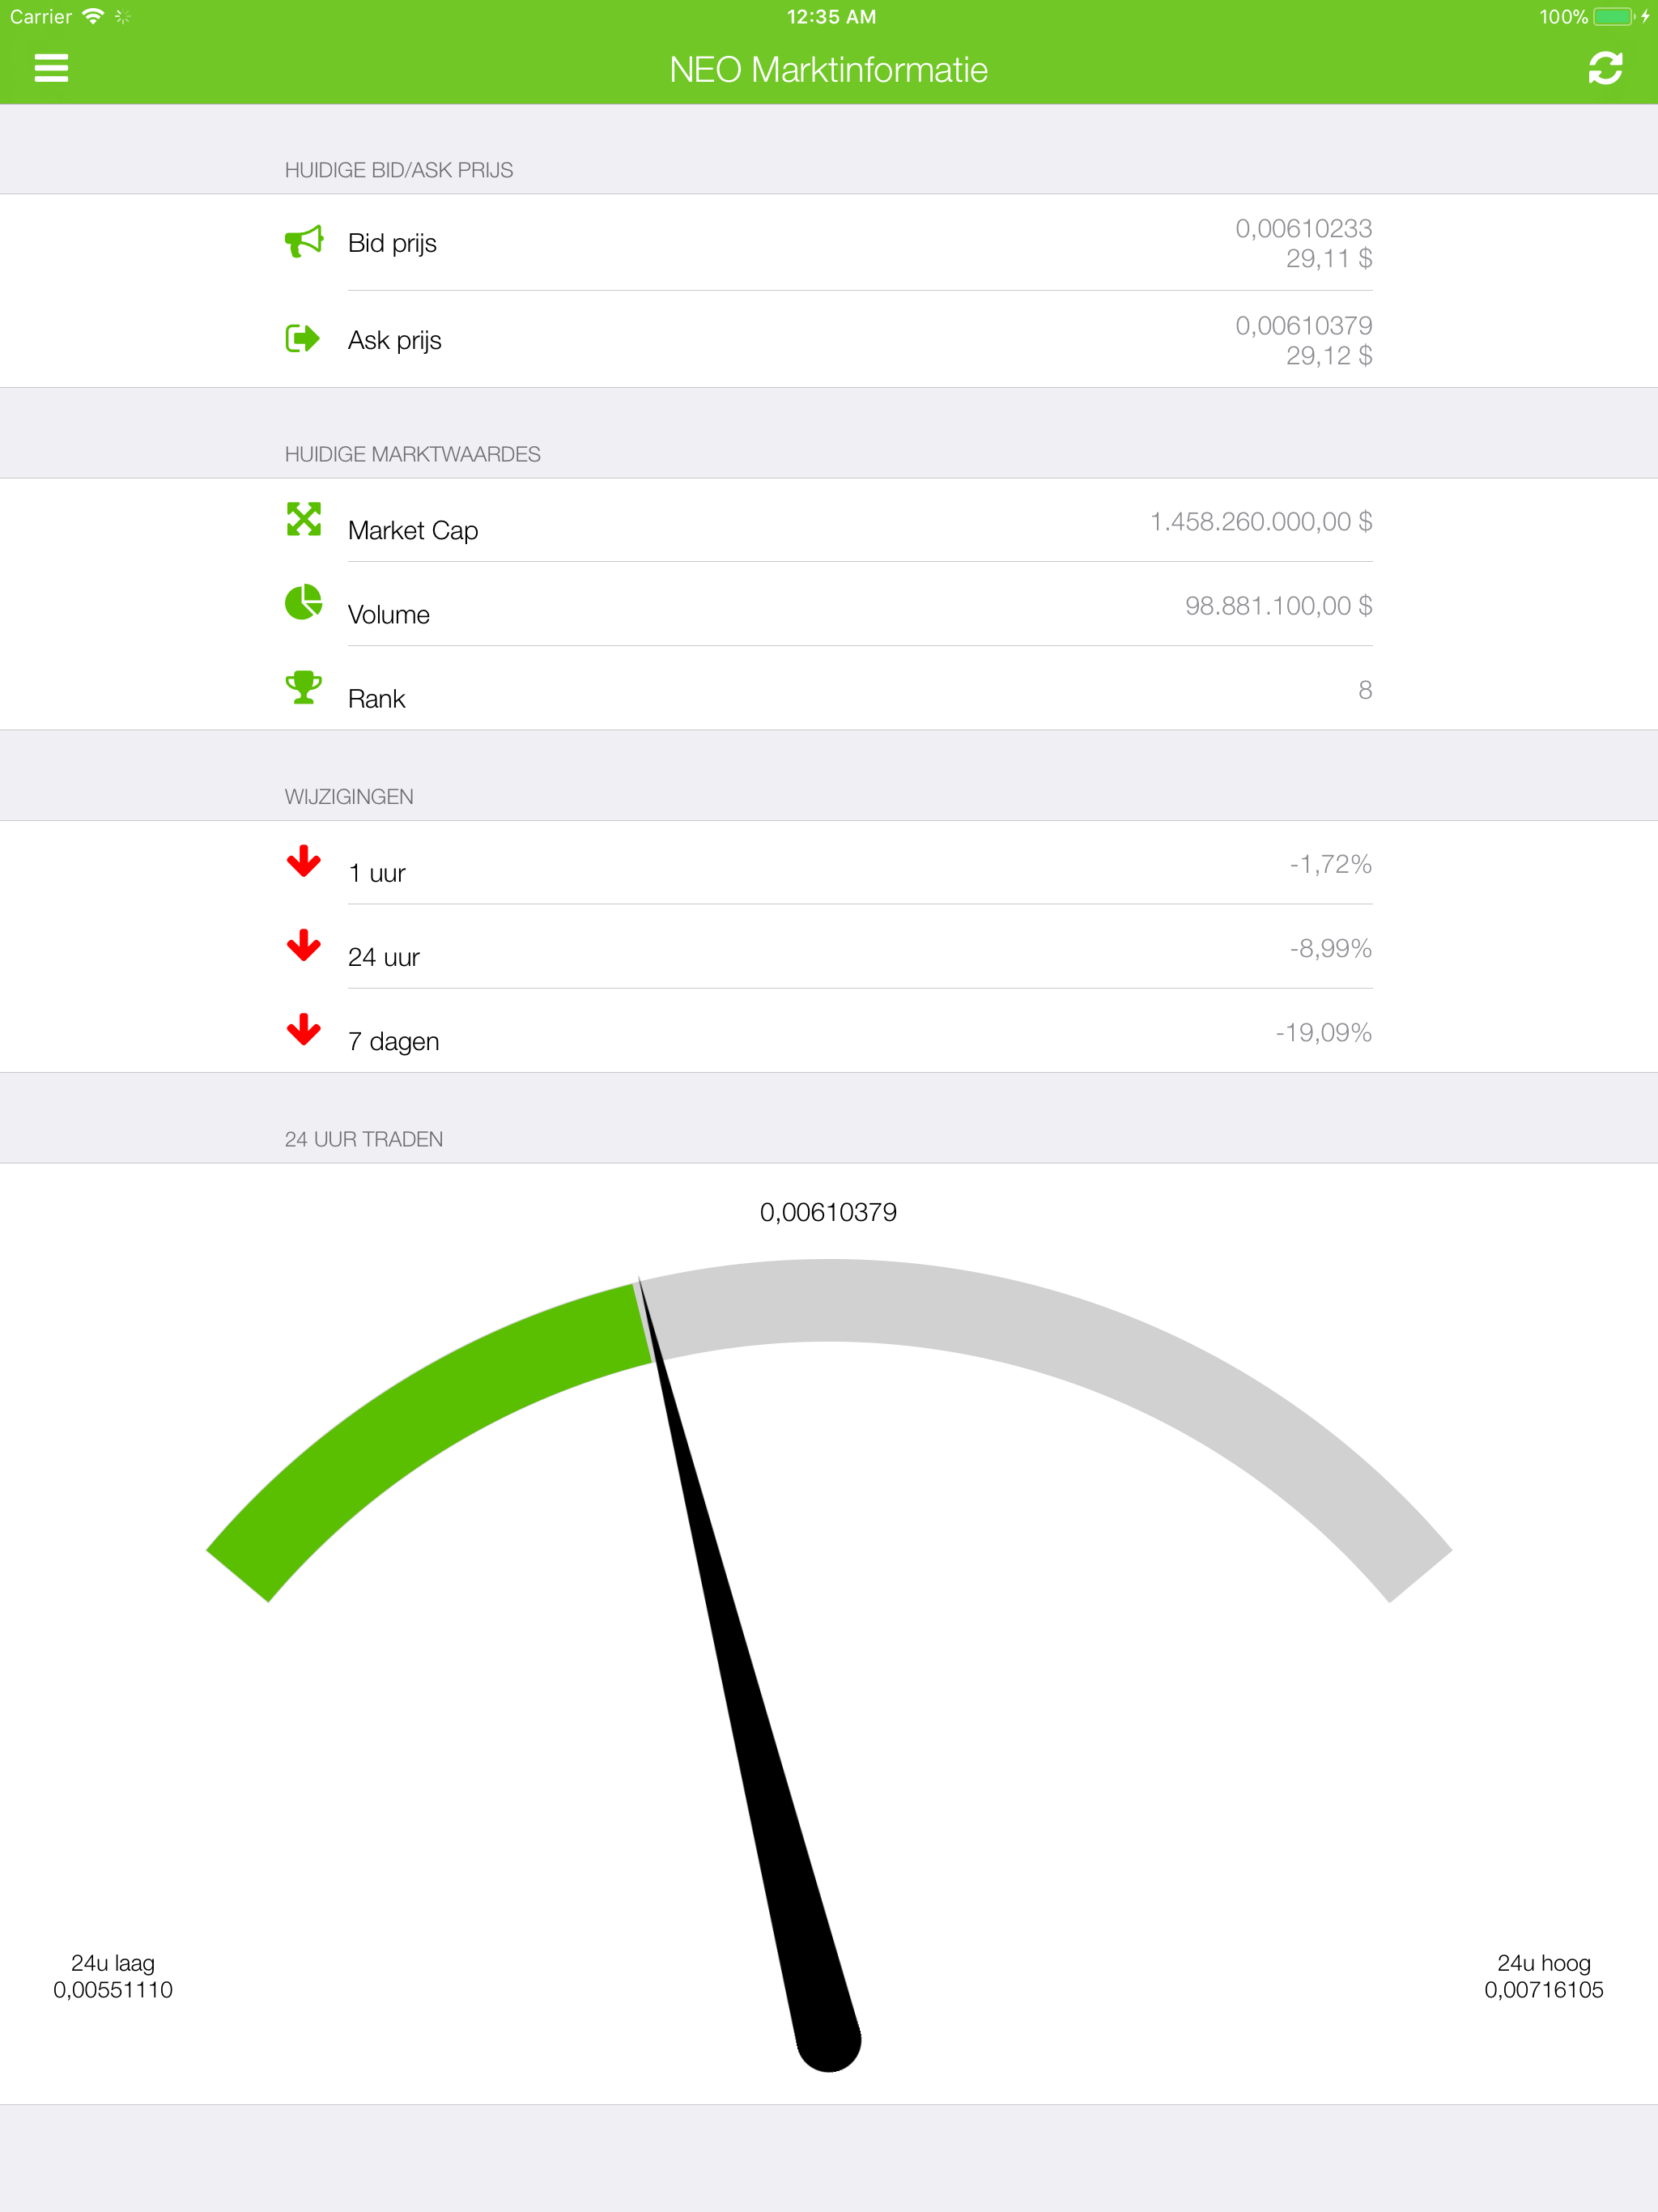 Carrier 12:35 AM 100%
NEO Marktinformatie
HUIDIGE BID/ASK PRIJS
Bid prijs 0,00610233
29,11 $
Ask prijs 0,00610379
29,12 $
HUIDIGE MARKTWAARDES
Market Cap 1.458.260.000,00 $
Volume 98.881.100,00 $
Rank 8
WIJZIGINGEN
1 uur -1,72%
24 uur -8,99%
7 dagen -19,09%
24 UUR TRADEN
0,00610379
24u laag 24u hoog
0,00551110 0,00716105